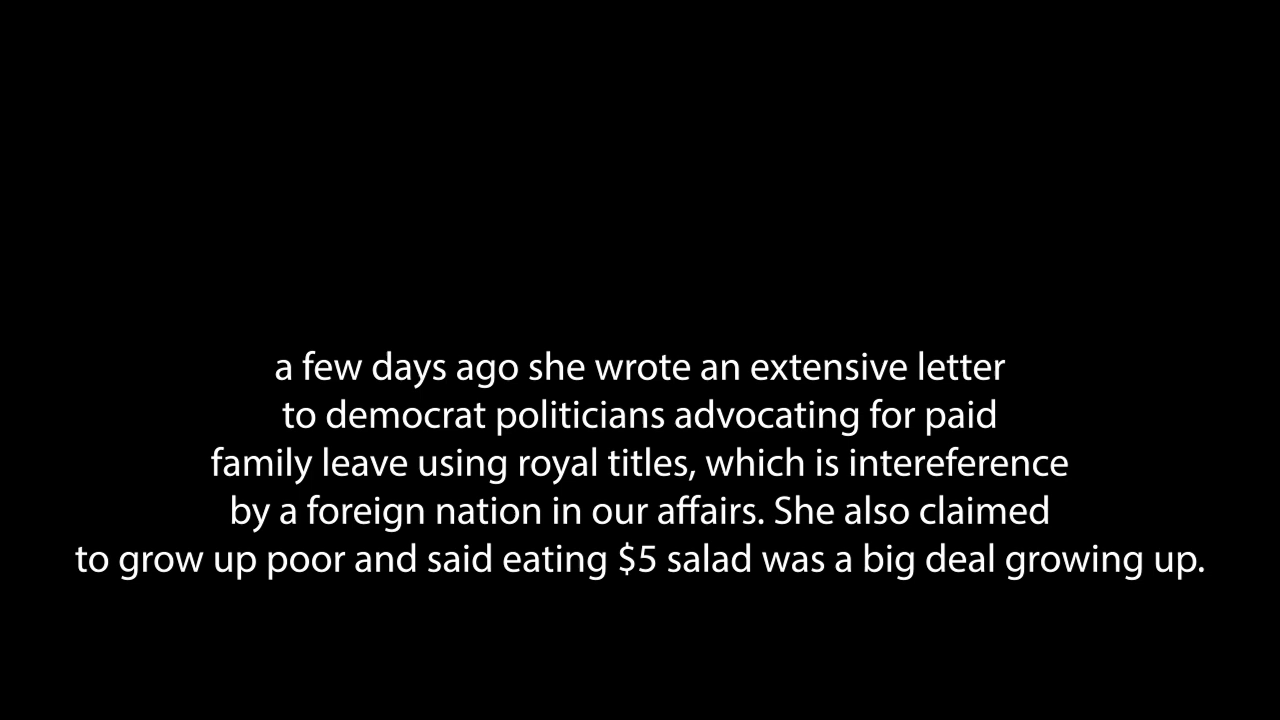 a few days ago she wrote an extensive letter
to democrat politicians advocating for paid
family leave using royal titles, which is intereference
by a foreign nation in our affairs. She also claimed
to grow up poor and said eating $5 salad was a big deal growing up.